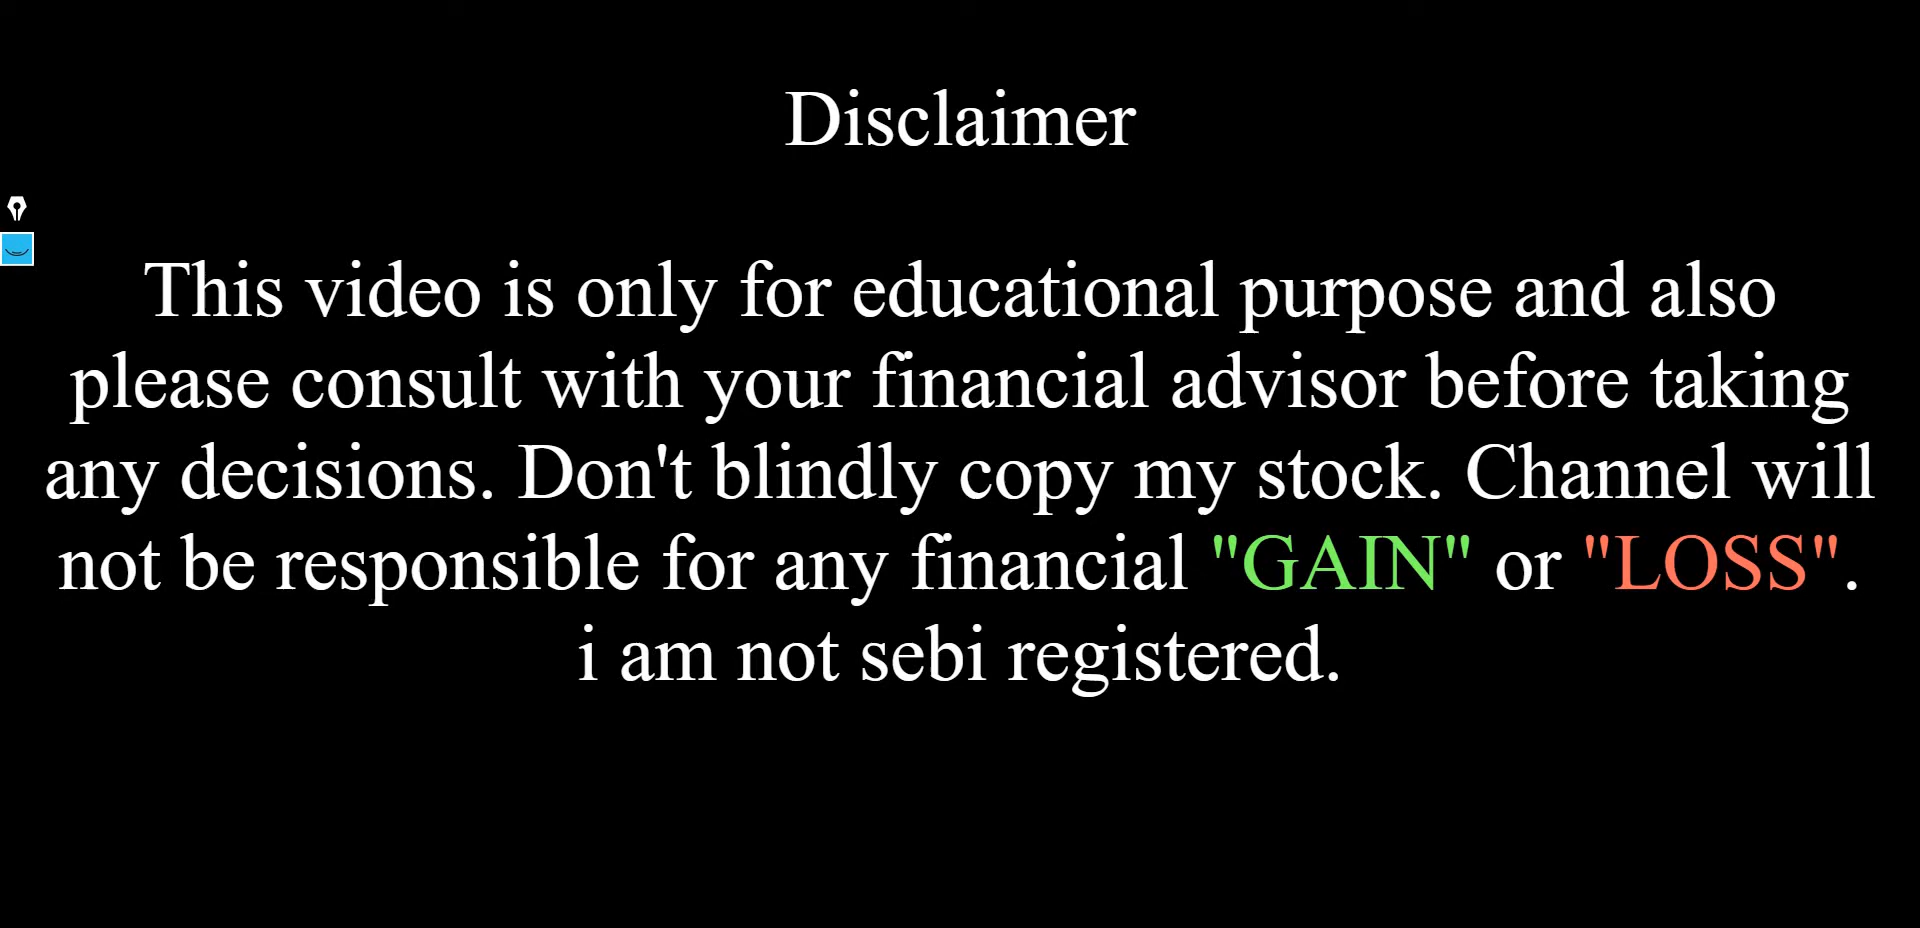 Disclaimer
This video is only for educational purpose and also
please consult with your financial advisor before taking
any decisions. Don't blindly copy my stock. Channel will
not be responsible for any financial "GAIN" or "LOSS".
i am not sebi registered.